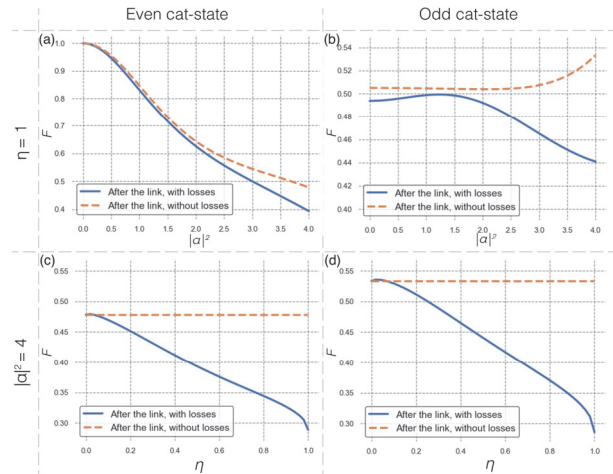 Even cat-state
Odd cat-state
η = 1
|α|² = 4
(a)
1.0
0.9
0.8
0.7
0.6
0.5
0.4
F
After the link, with losses
After the link, without losses
0.0 0.5 1.0 1.5 2.0 2.5 3.0 3.5 4.0
|α|²
(b)
0.54
0.52
0.50
0.48
0.46
0.44
0.42
0.40
F
After the link, with losses
After the link, without losses
0.0 0.5 1.0 1.5 2.0 2.5 3.0 3.5 4.0
|α|²
(c)
0.55
0.50
0.45
0.40
0.35
0.30
F
After the link, with losses
After the link, without losses
0.0 0.2 0.4 0.6 0.8 1.0
η
(d)
0.55
0.50
0.45
0.40
0.35
0.30
F
After the link, with losses
After the link, without losses
0.0 0.2 0.4 0.6 0.8 1.0
η